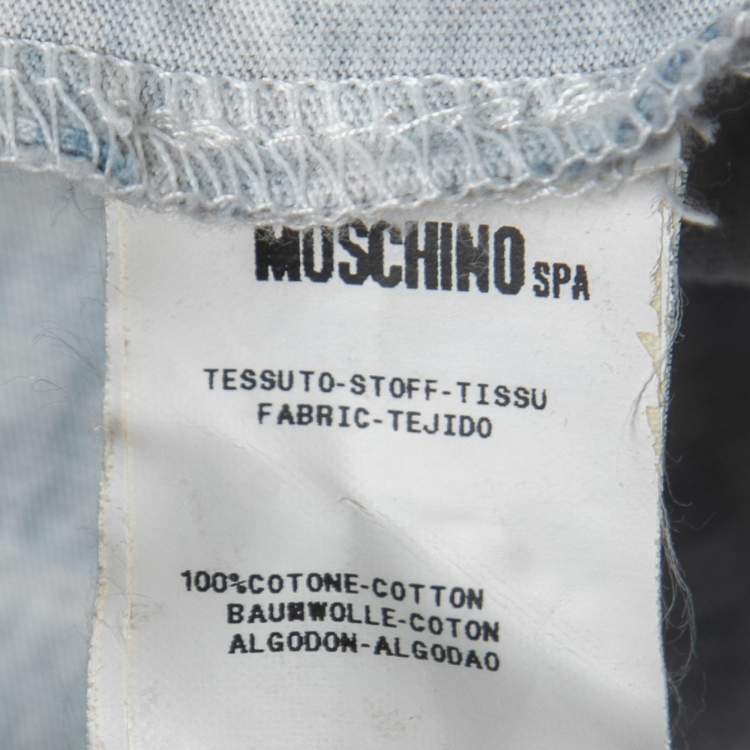 MOSCHINO SPA
TESSUTO-STOFF-TISSU
FABRIC-TEJIDO
100%COTONE-COTTON
BAUMWOLLE-COTON
ALGODON-ALGODAO